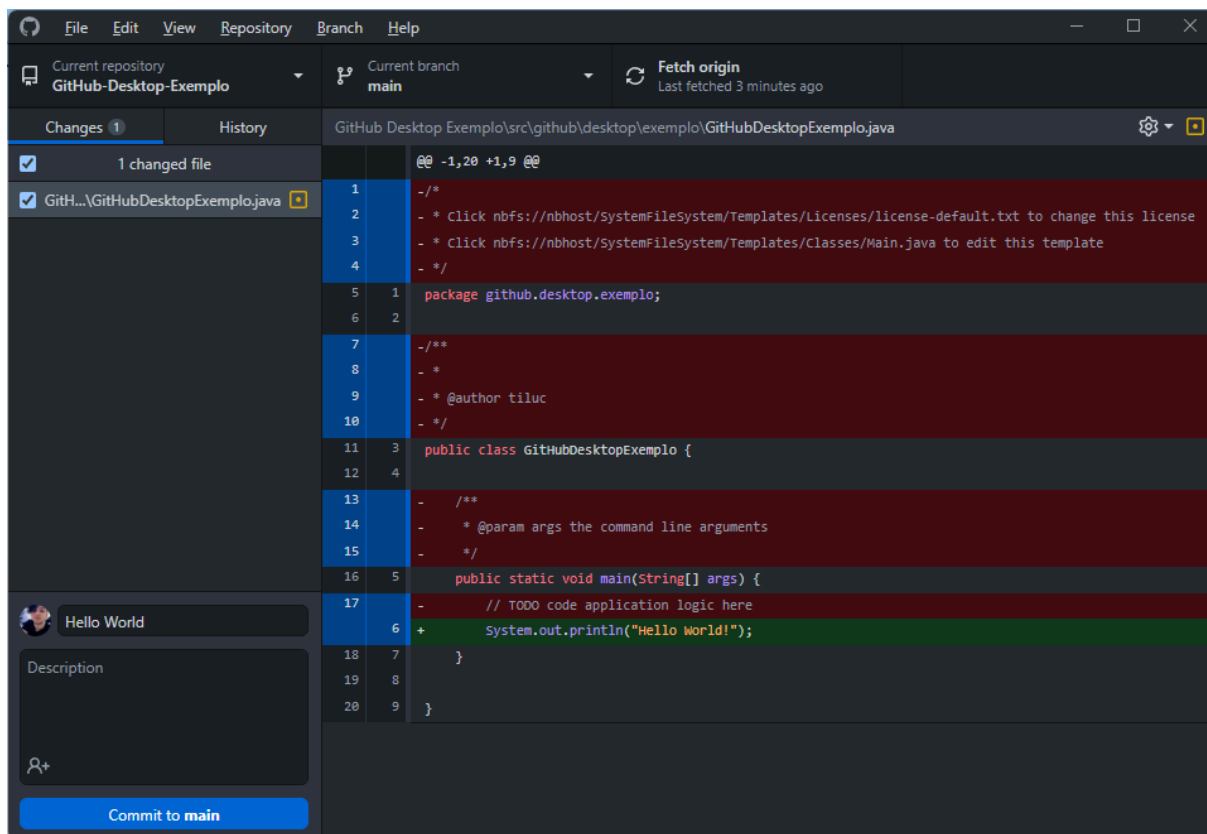 File Edit View Repository Branch Help
Current repository
GitHub-Desktop-Exemplo
Current branch
main
Fetch origin
Last fetched 3 minutes ago
Changes 1 History
GitHub Desktop Exemplo\src\github\desktop\exemplo\GitHubDesktopExemplo.java
1 changed file
GitH...\GitHubDesktopExemplo.java
@@ -1,20 +1,9 @@
1 -/*
2 - * Click nbfs://nbhost/SystemFileSystem/Templates/Licenses/license-default.txt to change this license
3 - * Click nbfs://nbhost/SystemFileSystem/Templates/Classes/Main.java to edit this template
4 - */
5 1 package github.desktop.exemplo;
6 2
7 -/**
8 - *
9 - * @author tiluc
10 - */
11 3 public class GitHubDesktopExemplo {
12 4
13 - /**
14 - * @param args the command line arguments
15 - */
16 5 public static void main(String[] args) {
17 - // TODO code application logic here
6 + System.out.println("Hello World!");
18 7 }
19 8
20 9 }
Hello World
Description
Commit to main